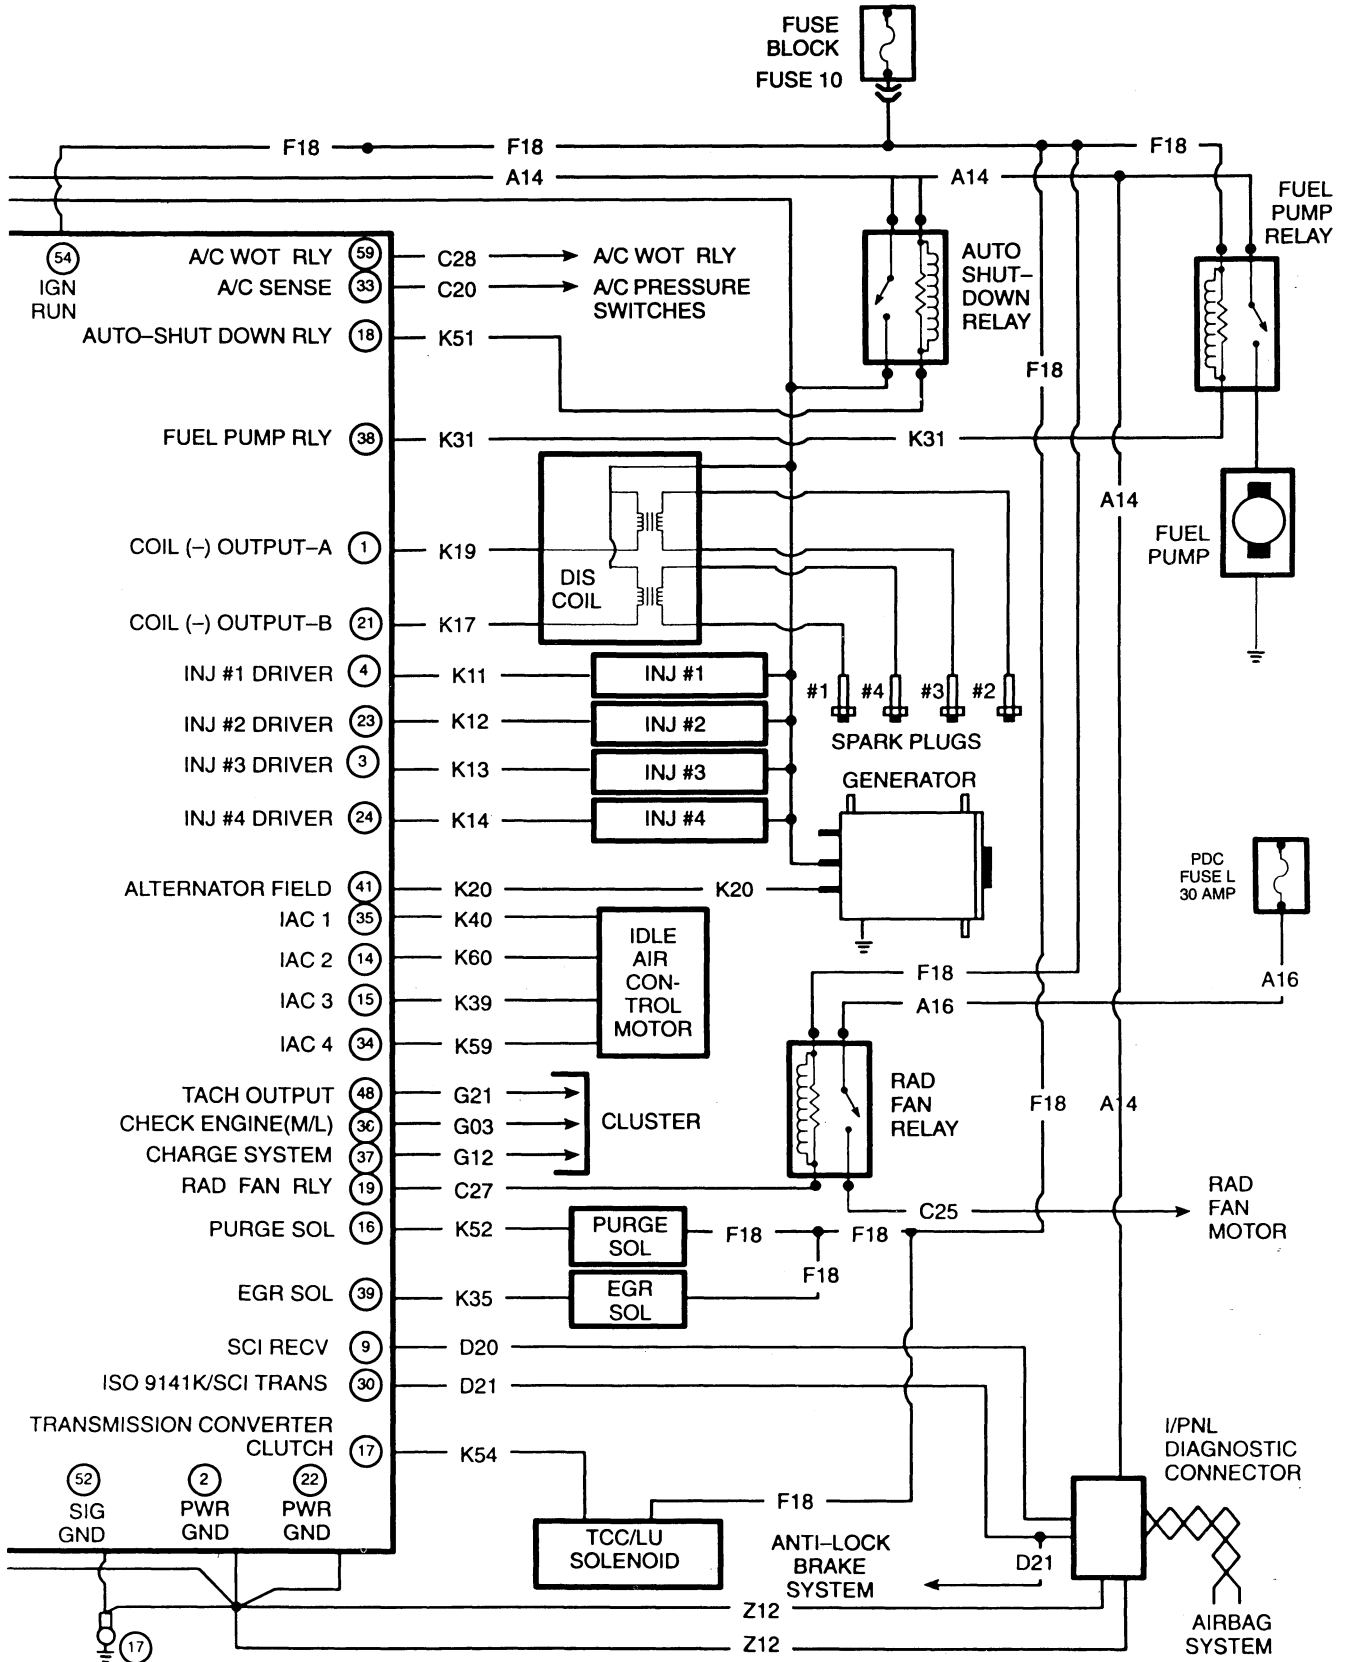 FUSE
BLOCK
FUSE 10
F18
F18
F18
A14
A14
FUEL
PUMP
RELAY
54
IGN
RUN
A/C WOT RLY 59 C28 A/C WOT RLY
A/C SENSE 33 C20 A/C PRESSURE
SWITCHES
AUTO
SHUT–
DOWN
RELAY
AUTO–SHUT DOWN RLY 18 K51
F18
FUEL PUMP RLY 38 K31 K31
A14
COIL (–) OUTPUT–A 1 K19
DIS
COIL
FUEL
PUMP
COIL (–) OUTPUT–B 21 K17
INJ #1 DRIVER 4 K11 INJ #1
#1 #4 #3 #2
INJ #2 DRIVER 23 K12 INJ #2
SPARK PLUGS
INJ #3 DRIVER 3 K13 INJ #3
GENERATOR
INJ #4 DRIVER 24 K14 INJ #4
PDC
FUSE L
30 AMP
ALTERNATOR FIELD 41 K20 K20
IAC 1 35 K40
IAC 2 14 K60
IAC 3 15 K39
IAC 4 34 K59
IDLE
AIR
CON-
TROL
MOTOR
F18
A16
A16
RAD
FAN
RELAY
TACH OUTPUT 48 G21
CHECK ENGINE(M/L) 36 G03
CLUSTER
CHARGE SYSTEM 37 G12
F18 A14
RAD FAN RLY 19 C27
C25
RAD
FAN
MOTOR
PURGE SOL 16 K52
PURGE
SOL
F18 F18
F18
EGR SOL 39 K35
EGR
SOL
SCI RECV 9 D20
ISO 9141K/SCI TRANS 30 D21
TRANSMISSION CONVERTER
CLUTCH 17 K54
I/PNL
DIAGNOSTIC
CONNECTOR
52
SIG
GND
2
PWR
GND
22
PWR
GND
F18
TCC/LU
SOLENOID
ANTI–LOCK
BRAKE
SYSTEM
D21
Z12
Z12
17
AIRBAG
SYSTEM